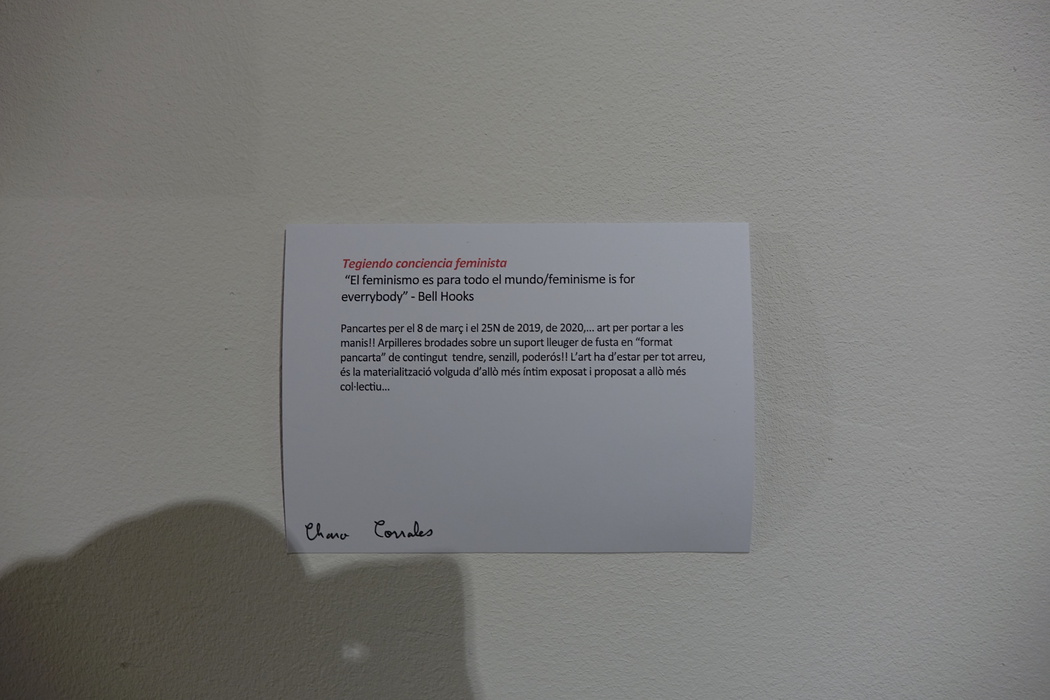 Tegiendo conciencia feminista
“El feminismo es para todo el mundo/feminisme is for
everrybody” - Bell Hooks
Pancartes per el 8 de març i el 25N de 2019, de 2020,... art per portar a les
manis!! Arpilleres brodades sobre un suport lleuger de fusta en “format
pancarta” de contingut tendre, senzill, poderós!! L’art ha d’estar per tot arreu,
és la materialització volguda d’allò més íntim exposat i proposat a allò més
col·lectiu...
Charo Corrales